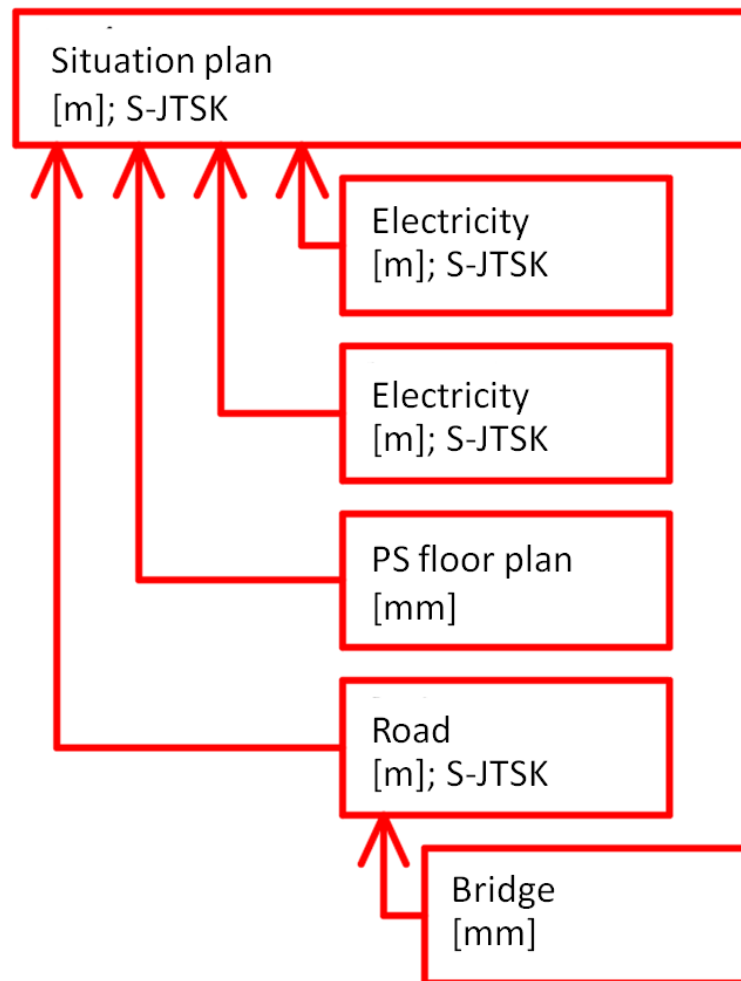 Situation plan
[m]; S-JTSK
Electricity
[m]; S-JTSK
Electricity
[m]; S-JTSK
PS floor plan
[mm]
Road
[m]; S-JTSK
Bridge
[mm]